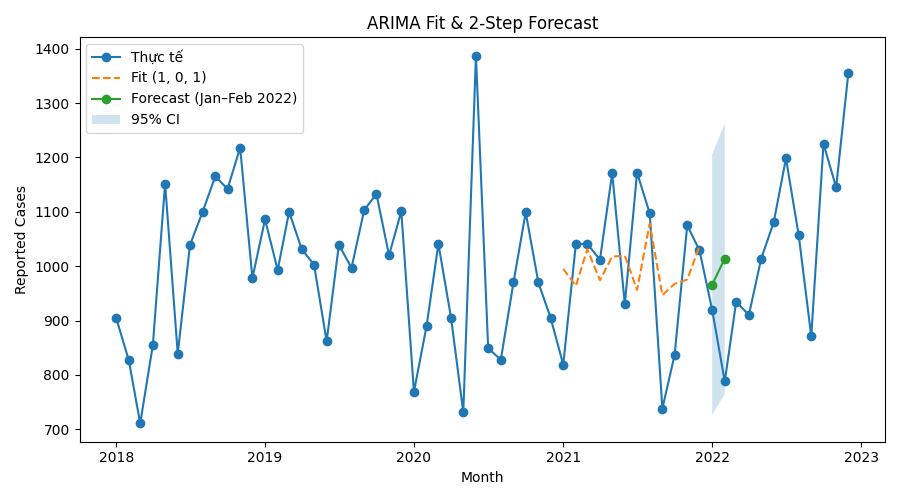 ARIMA Fit & 2-Step Forecast
Thực tế
Fit (1, 0, 1)
Forecast (Jan–Feb 2022)
95% CI
Reported Cases
1400
1300
1200
1100
1000
900
800
700
2018
2019
2020
2021
2022
2023
Month